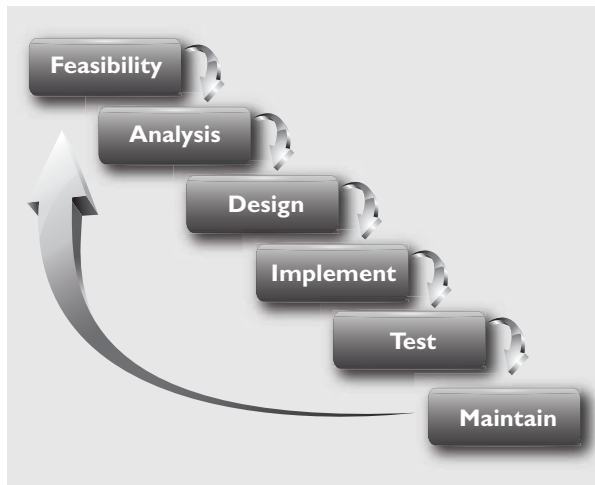 Feasibility
Analysis
Design
Implement
Test
Maintain